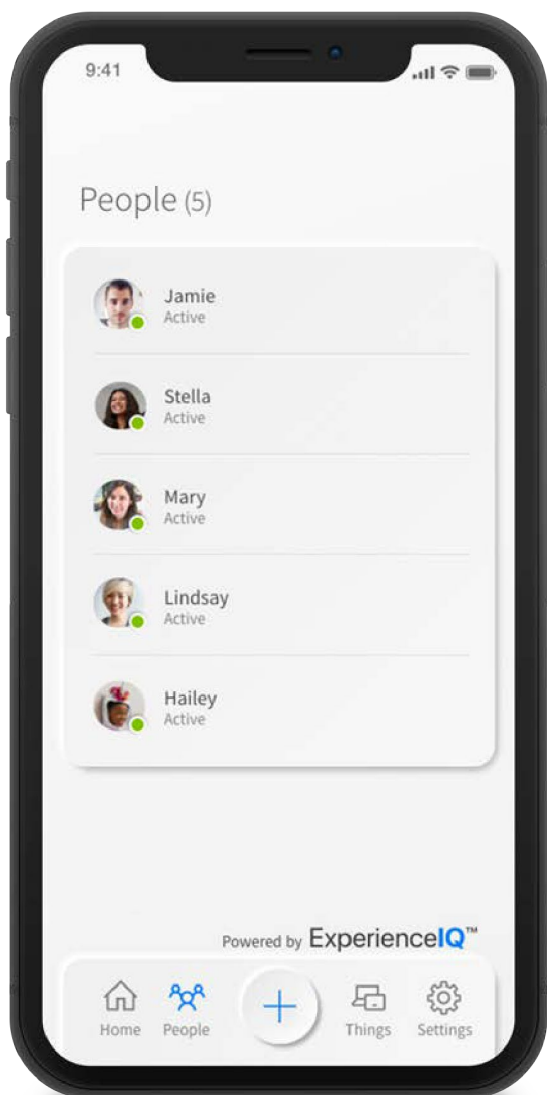 9:41
People (5)
Jamie
Active
Stella
Active
Mary
Active
Lindsay
Active
Hailey
Active
Powered by ExperienceIQ™
Home People Things Settings